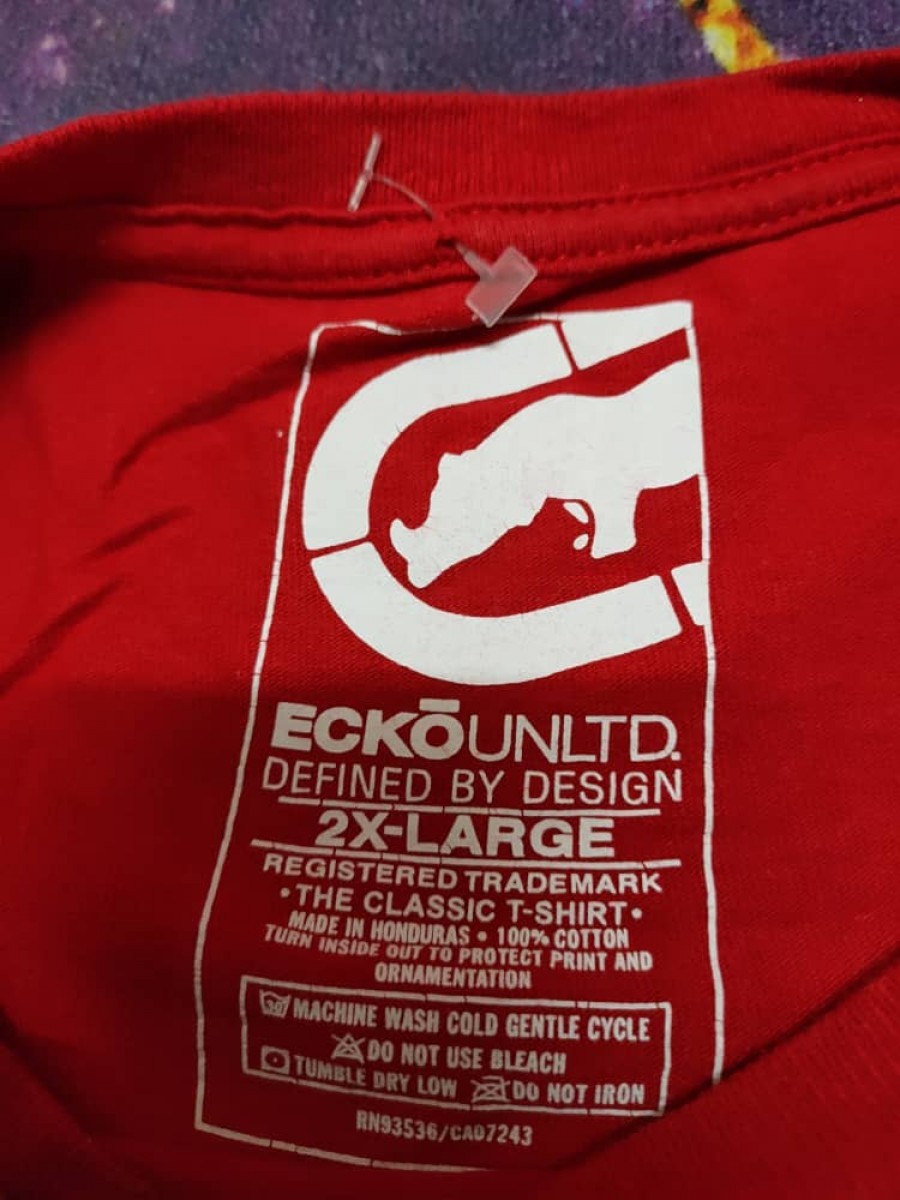 ECKŌUNLTD.
DEFINED BY DESIGN
2X-LARGE
REGISTERED TRADEMARK
•THE CLASSIC T-SHIRT•
MADE IN HONDURAS • 100% COTTON
TURN INSIDE OUT TO PROTECT PRINT AND
ORNAMENTATION
30 MACHINE WASH COLD GENTLE CYCLE
DO NOT USE BLEACH
TUMBLE DRY LOW DO NOT IRON
RN93536/CA07243